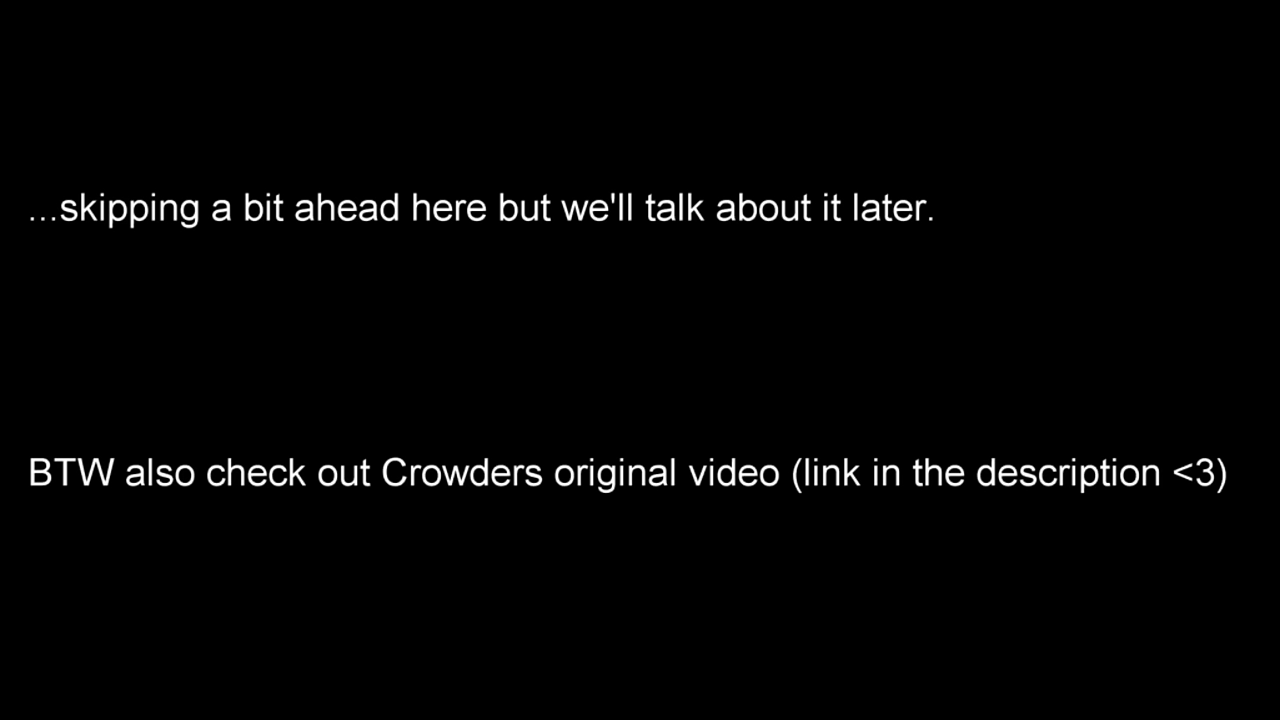 ...skipping a bit ahead here but we'll talk about it later.
BTW also check out Crowders original video (link in the description <3)